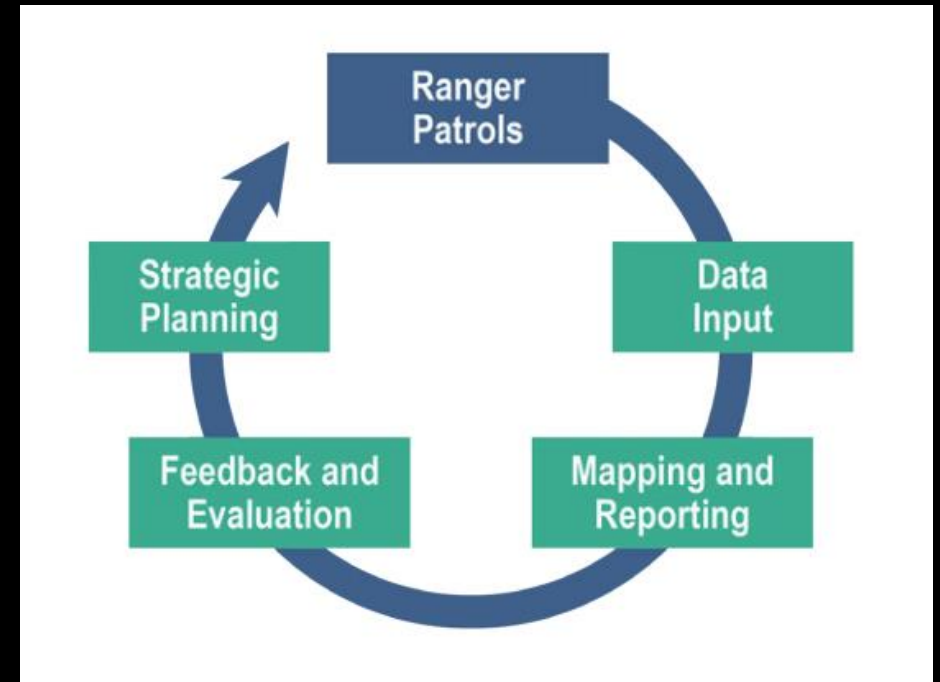 Ranger
Patrols
Data
Input
Mapping and
Reporting
Feedback and
Evaluation
Strategic
Planning